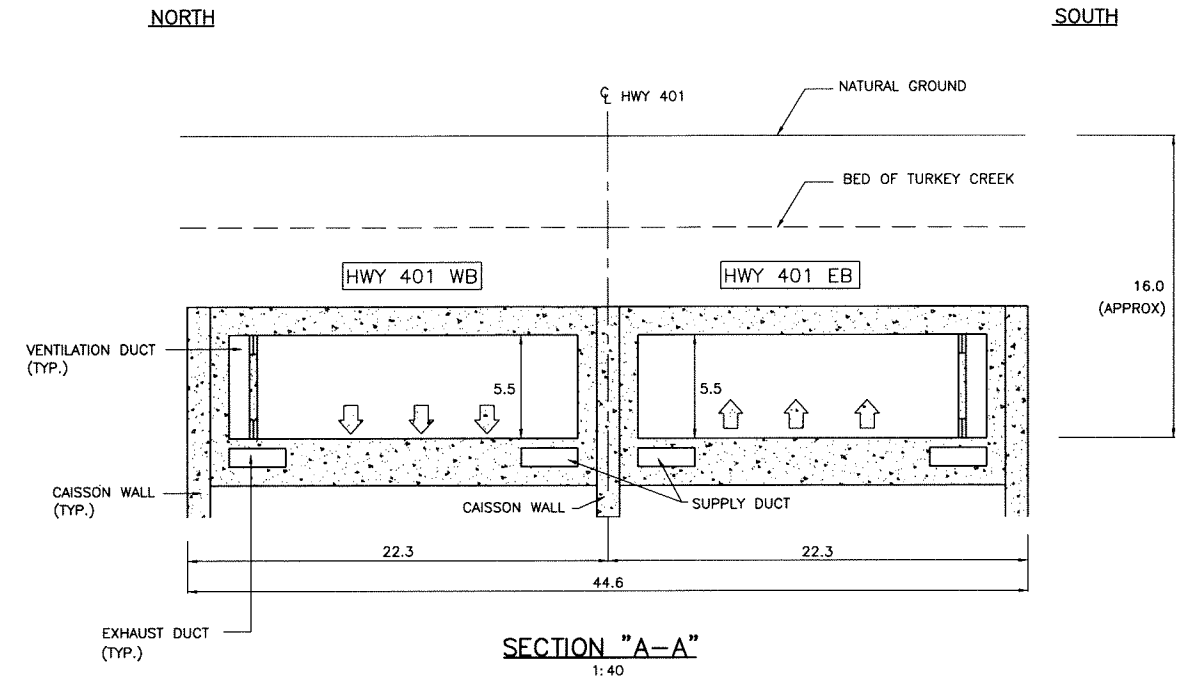 NORTH
SOUTH
℄ HWY 401
NATURAL GROUND
BED OF TURKEY CREEK
HWY 401 WB
HWY 401 EB
16.0
(APPROX)
VENTILATION DUCT
(TYP.)
5.5
5.5
CAISSON WALL
(TYP.)
CAISSON WALL
SUPPLY DUCT
22.3
22.3
44.6
EXHAUST DUCT
(TYP.)
SECTION "A-A"
1:40